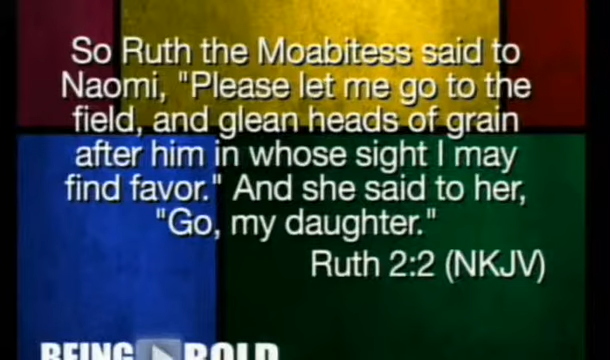 So Ruth the Moabitess said to
Naomi, "Please let me go to the
field, and glean heads of grain
after him in whose sight I may
find favor." And she said to her,
"Go, my daughter."
Ruth 2:2 (NKJV)
BEING BOLD